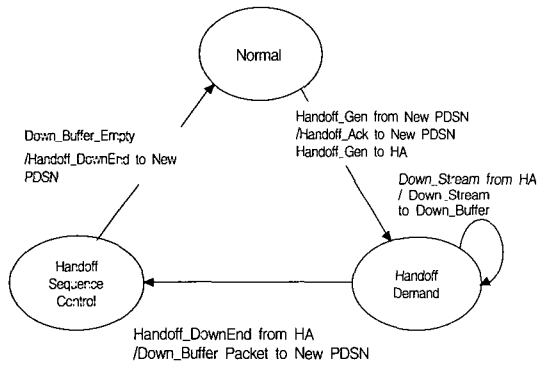 Normal
Handoff_Gen from New PDSN
/Handoff_Ack to New PDSN
Handoff_Gen to HA
Down_Buffer_Empty
/Handoff_DownEnd to New
PDSN
Down_Stream from HA
/ Down_Stream
to Down_Buffer
Handoff
Sequence
Control
Handoff
Demand
Handoff_DownEnd from HA
/Down_Buffer Packet to New PDSN